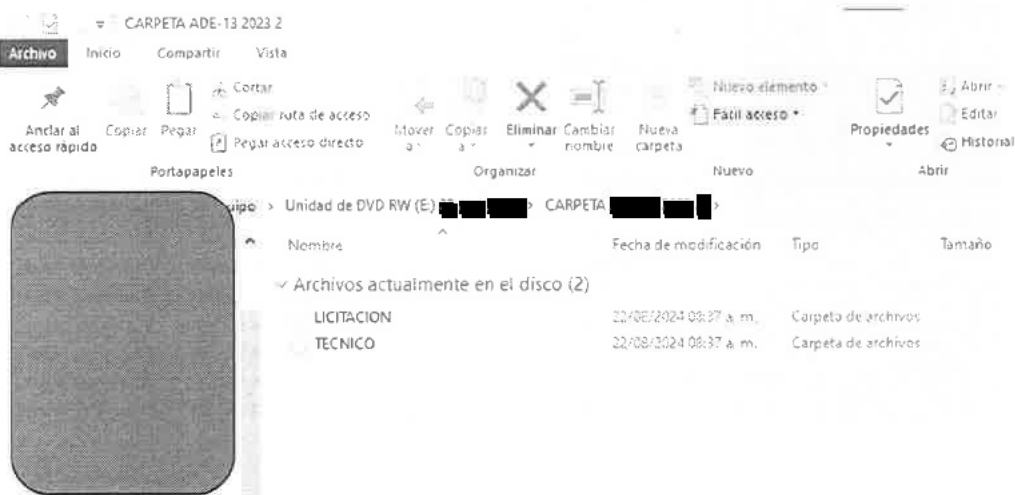 CARPETA ADE-13 2023 2
Archivo Inicio Compartir Vista
Anclar al acceso rápido
Copiar
Pegar
Cortar
Copiar ruta de acceso
Pegar acceso directo
Mover a
Copiar a
Eliminar
Cambiar nombre
Nueva carpeta
Nuevo elemento
Fácil acceso
Propiedades
Abrir
Editar
Historial
Portapapeles Organizar Nuevo Abrir
uipo > Unidad de DVD RW (E:) > CARPETA >
Nombre Fecha de modificación Tipo Tamaño
Archivos actualmente en el disco (2)
LICITACION 22/08/2024 08:37 a. m. Carpeta de archivos
TECNICO 22/08/2024 08:37 a. m. Carpeta de archivos